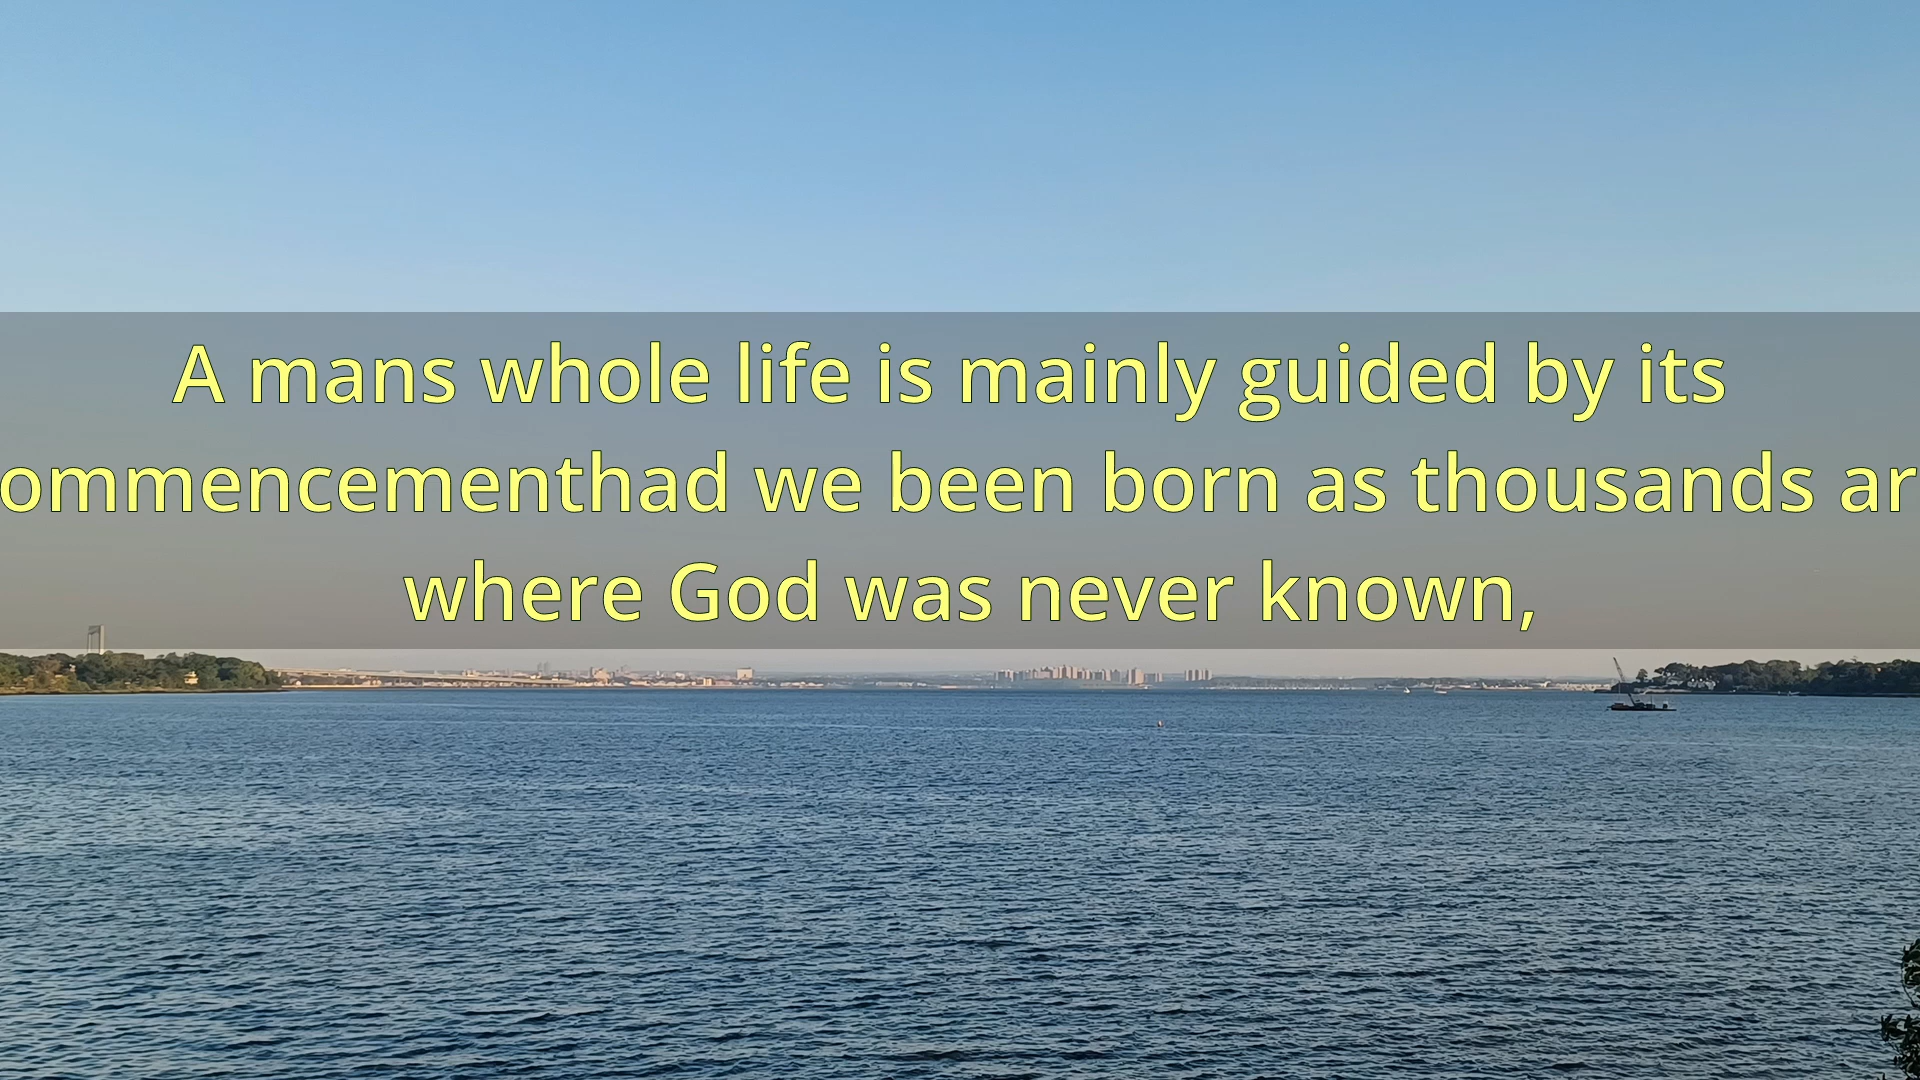 A mans whole life is mainly guided by its
ommencementhad we been born as thousands ar
where God was never known,